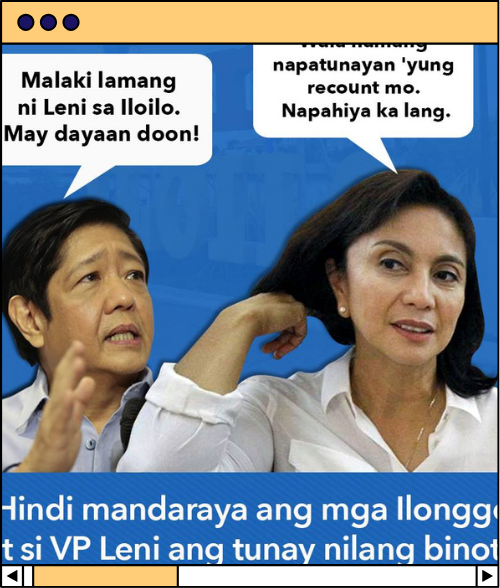 Malaki lamang
ni Leni sa Iloilo.
May dayaan doon!
napatunayan 'yung
recount mo.
Napahiya ka lang.
Hindi mandaraya ang mga Ilongg
t si VP Leni ang tunay nilang binot